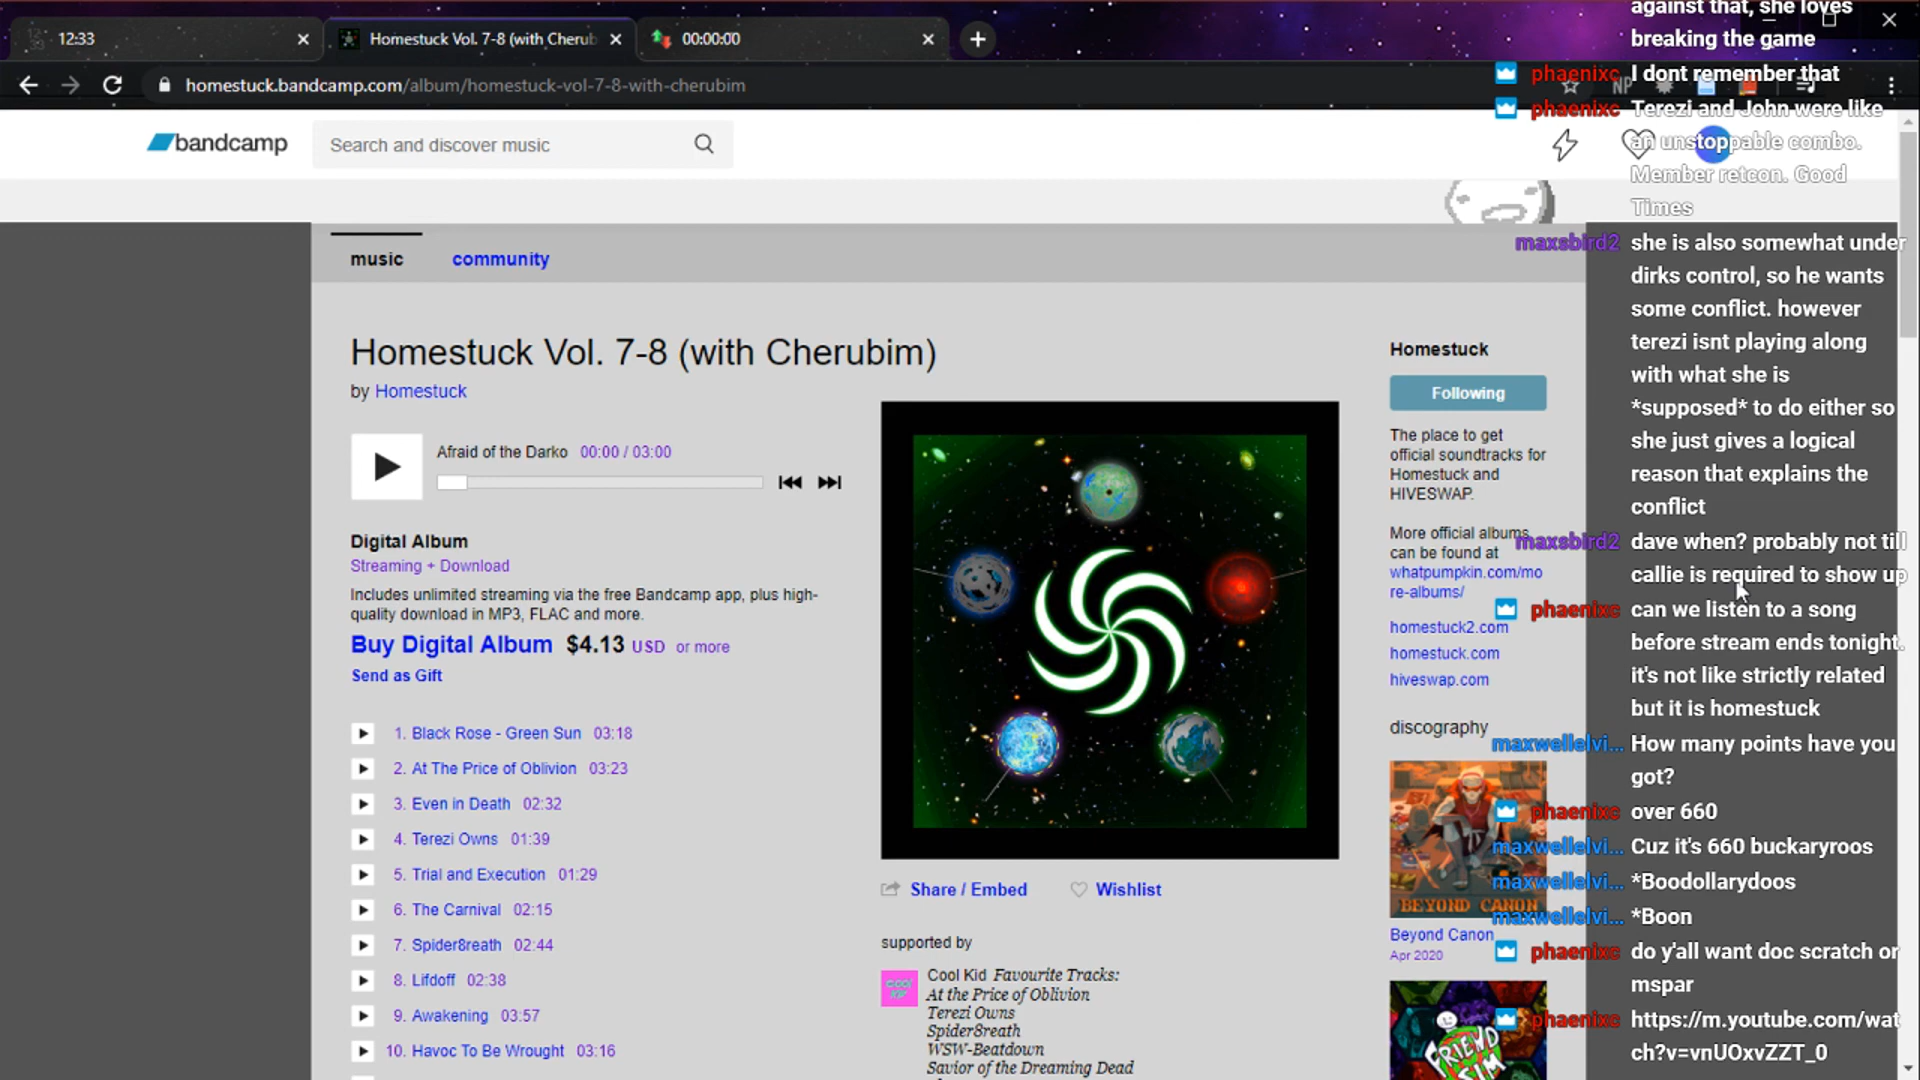 12:33
Homestuck Vol. 7-8 (with Cherub
00:00:00
homestuck.bandcamp.com/album/homestuck-vol-7-8-with-cherubim
NP
bandcamp
Search and discover music
music
community
Homestuck Vol. 7-8 (with Cherubim)
by Homestuck
Afraid of the Darko 00:00 / 03:00
Digital Album
Streaming + Download
Includes unlimited streaming via the free Bandcamp app, plus high-
quality download in MP3, FLAC and more.
Buy Digital Album $4.13 USD or more
Send as Gift
1. Black Rose - Green Sun 03:18
2. At The Price of Oblivion 03:23
3. Even in Death 02:32
4. Terezi Owns 01:39
5. Trial and Execution 01:29
6. The Carnival 02:15
7. Spider8reath 02:44
8. Lifdoff 02:38
9. Awakening 03:57
10. Havoc To Be Wrought 03:16
Share / Embed
Wishlist
supported by
Cool Kid Favourite Tracks:
At the Price of Oblivion
Terezi Owns
Spider8reath
WSW-Beatdown
Savior of the Dreaming Dead
Homestuck
Following
The place to get
official soundtracks for
Homestuck and
HIVESWAP.
More official albums
can be found at
whatpumpkin.com/mo
re-albums/
homestuck2.com
homestuck.com
hiveswap.com
discography
BEYOND CANON
Beyond Canon
Apr 2020
FRIEND
SIM
against that, she loves
breaking the game
phaenixc I dont remember that
phaenixc Terezi and John were like
an unstoppable combo.
Member retcon. Good
Times
maxsbird2 she is also somewhat under
dirks control, so he wants
some conflict. however
terezi isnt playing along
with what she is
*supposed* to do either so
she just gives a logical
reason that explains the
conflict
maxsbird2 dave when? probably not till
callie is required to show up
phaenixc can we listen to a song
before stream ends tonight.
it's not like strictly related
but it is homestuck
maxwellelvi... How many points have you
got?
phaenixc over 660
maxwellelvi... Cuz it's 660 buckaryroos
maxwellelvi... *Boodollarydoos
maxwellelvi... *Boon
phaenixc do y'all want doc scratch or
mspar
phaenixc https://m.youtube.com/wat
ch?v=vnUOxvZZT_0